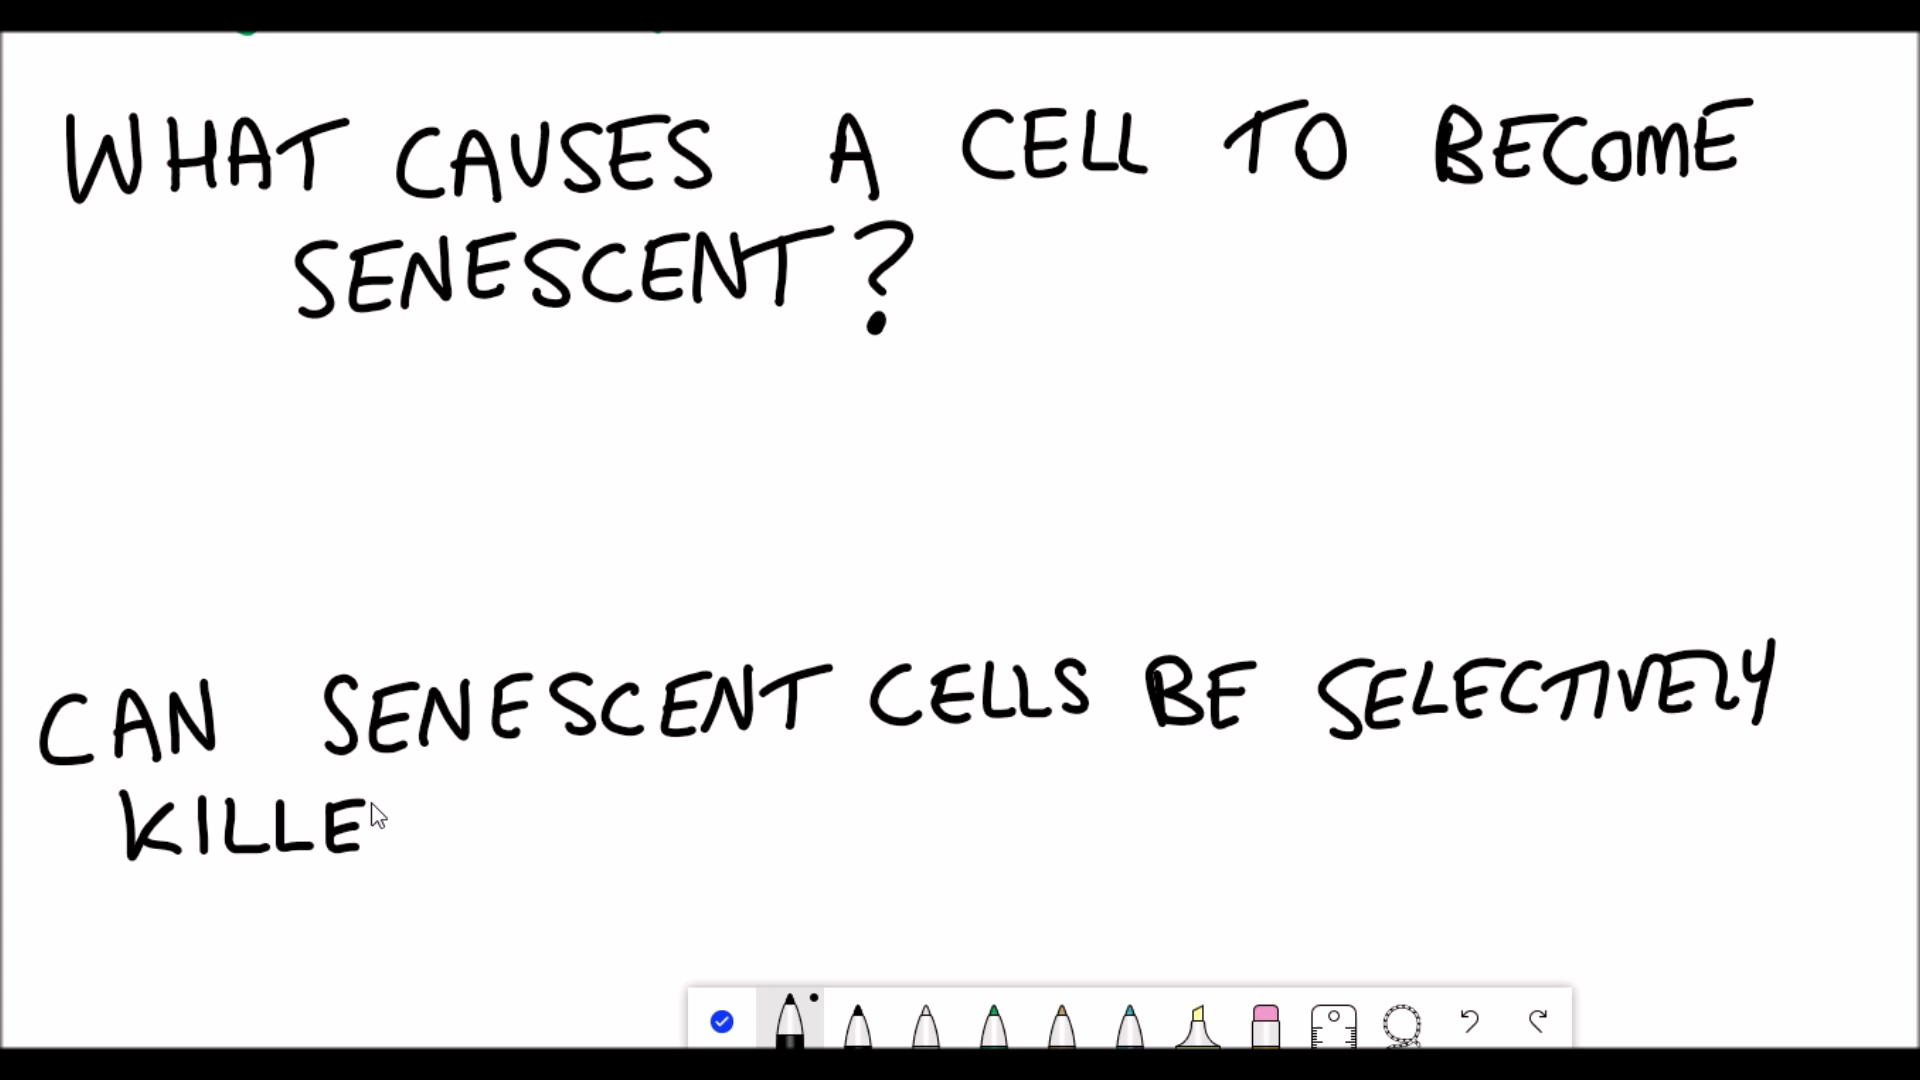 WHAT CAUSES A CELL TO BECOME
SENESCENT?
CAN SENESCENT CELLS BE SELECTIVELY
KILLE